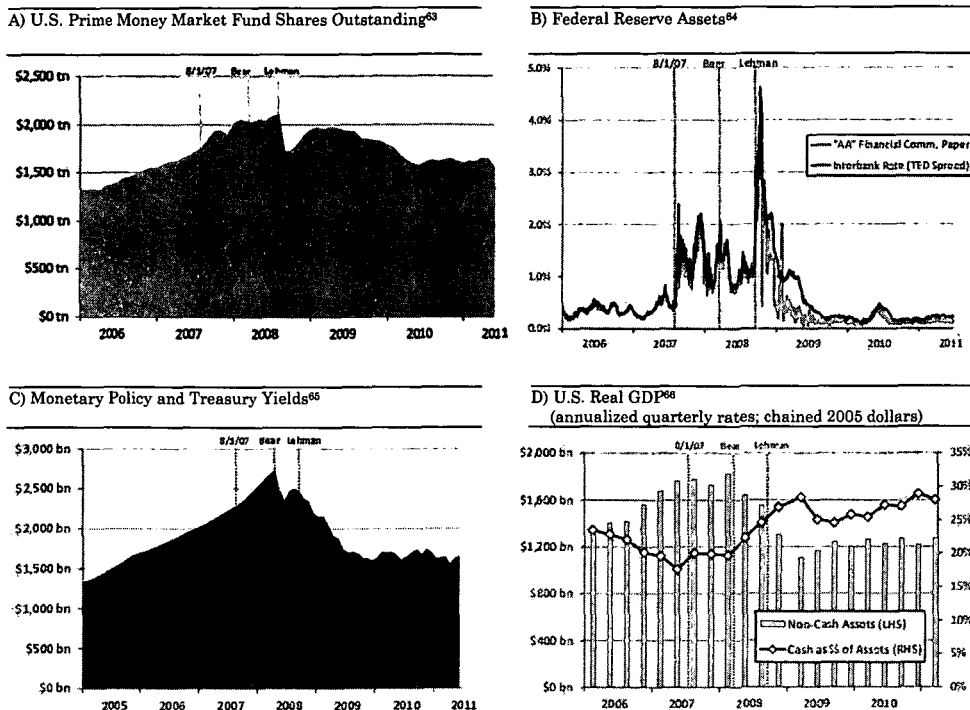 A) U.S. Prime Money Market Fund Shares Outstanding⁶³
8/1/07 Bear Lehman
$2,500 tn
$2,000 tn
$1,500 tn
$1,000 tn
$500 tn
$0 tn
2006 2007 2008 2009 2010 2011
B) Federal Reserve Assets⁶⁴
8/1/07 Bear Lehman
5.0%
4.0%
3.0%
2.0%
1.0%
0.0%
"AA" Financial Comm. Paper
Interbank Rate (TED Spread)
2006 2007 2008 2009 2010 2011
C) Monetary Policy and Treasury Yields⁶⁵
$3,000 bn
8/1/07 Bear Lehman
$2,500 bn
$2,000 bn
$1,500 bn
$1,000 bn
$500 bn
$0 bn
2005 2006 2007 2008 2009 2010 2011
D) U.S. Real GDP⁶⁶
(annualized quarterly rates; chained 2005 dollars)
8/1/07 Bear Lehman
$2,000 bn
$1,600 bn
$1,200 bn
$800 bn
$400 bn
$0 bn
35%
30%
25%
20%
15%
10%
5%
0%
Non-Cash Assets (LHS)
Cash as $$ of Assets (RHS)
2006 2007 2008 2009 2010